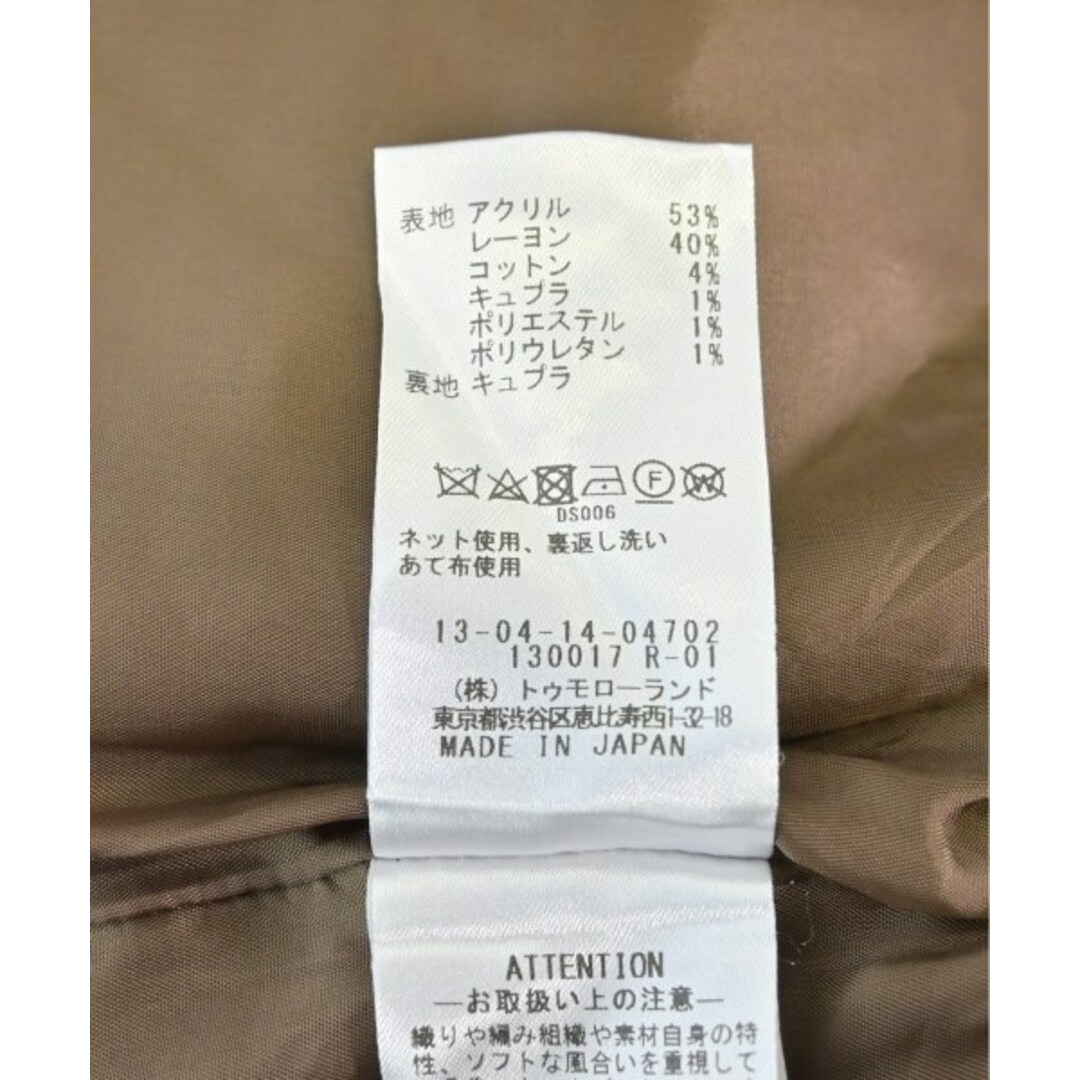 表地 アクリル 53%
レーヨン 40%
コットン 4%
キュプラ 1%
ポリエステル 1%
ポリウレタン 1%
裏地 キュプラ
F W
DS006
ネット使用、裏返し洗い
あて布使用
13-04-14-04702
130017 R-01
(株) トゥモローランド
東京都渋谷区恵比寿西1-32-18
MADE IN JAPAN
ATTENTION
—お取扱い上の注意—
織りや編み組織や素材自身の特
性、ソフトな風合いを重視して